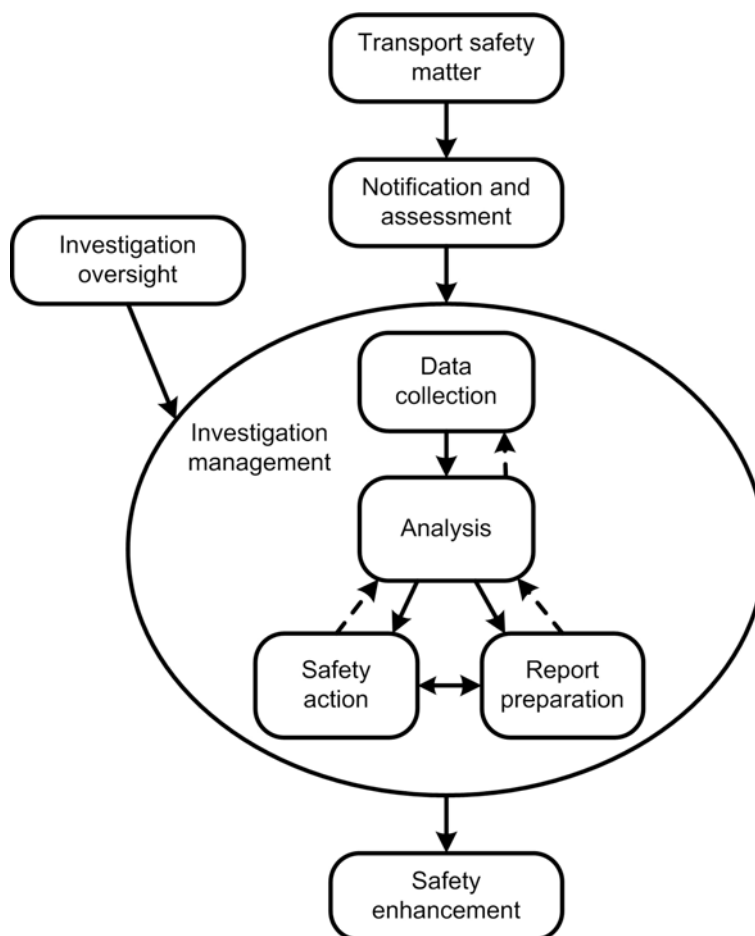 Transport safety
matter
Notification and
assessment
Investigation
oversight
Data
collection
Investigation
management
Analysis
Safety
action
Report
preparation
Safety
enhancement